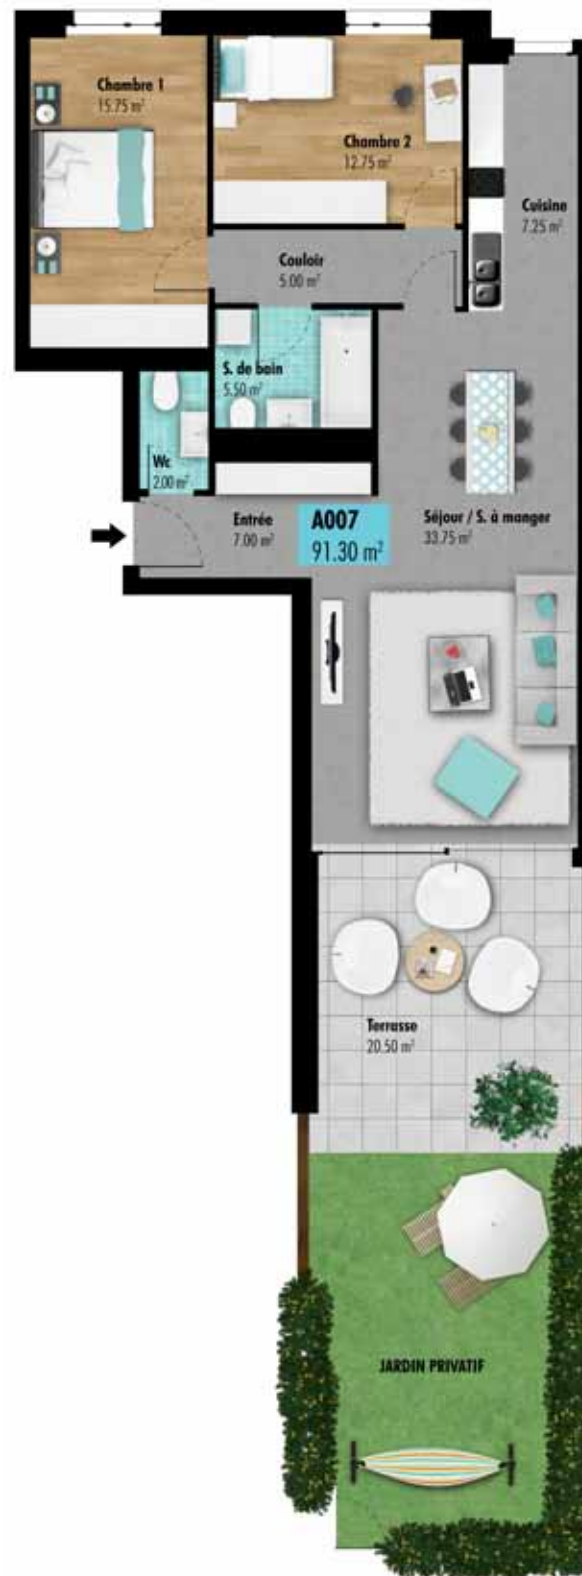 Chambre 1
15.75 m²
Chambre 2
12.75 m²
Cuisine
7.25 m²
Couloir
5.00 m²
S. de bain
5.50 m²
Wc
2.00 m²
Entrée
7.00 m²
A007
91.30 m²
Séjour / S. à manger
33.75 m²
Terrasse
20.50 m²
JARDIN PRIVATIF